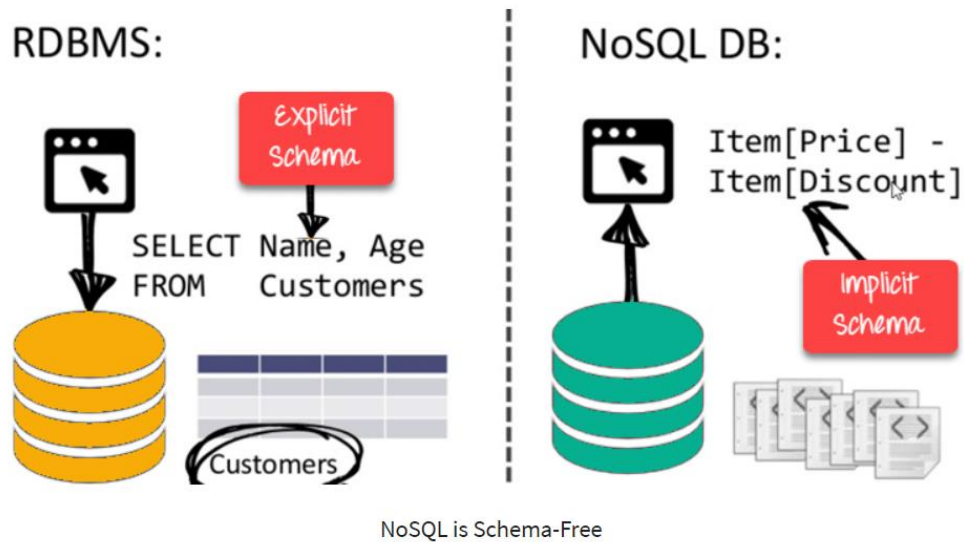 RDBMS:
Explicit
Schema
SELECT Name, Age
FROM Customers
Customers
NoSQL DB:
Item[Price] -
Item[Discount]
Implicit
Schema
NoSQL is Schema-Free